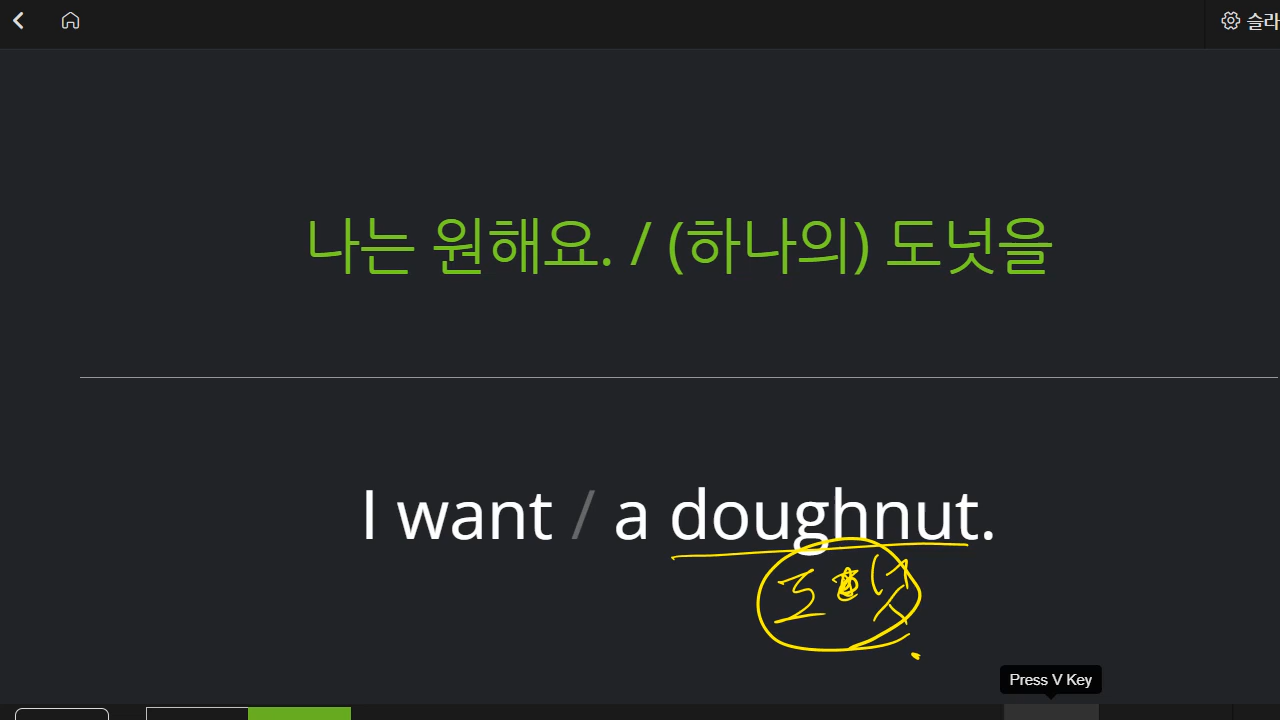 슬라
나는 원해요. / (하나의) 도넛을
I want / a doughnut.
Press V Key